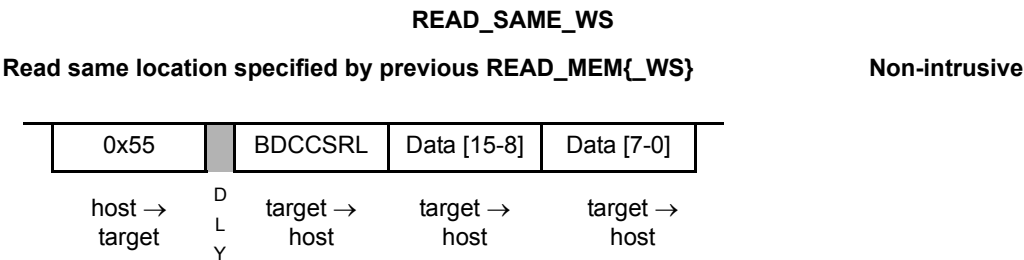 READ_SAME_WS
Read same location specified by previous READ_MEM{_WS} Non-intrusive
0x55 BDCCSRL Data [15-8] Data [7-0]
host → D target → target → target →
target L host host host
Y